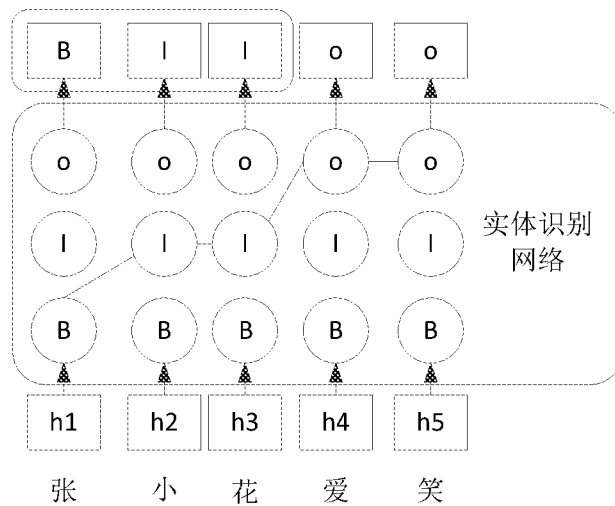 B I I o o
o o o o o
I I I I I
实体识别
网络
B B B B B
h1 h2 h3 h4 h5
张 小 花 爱 笑